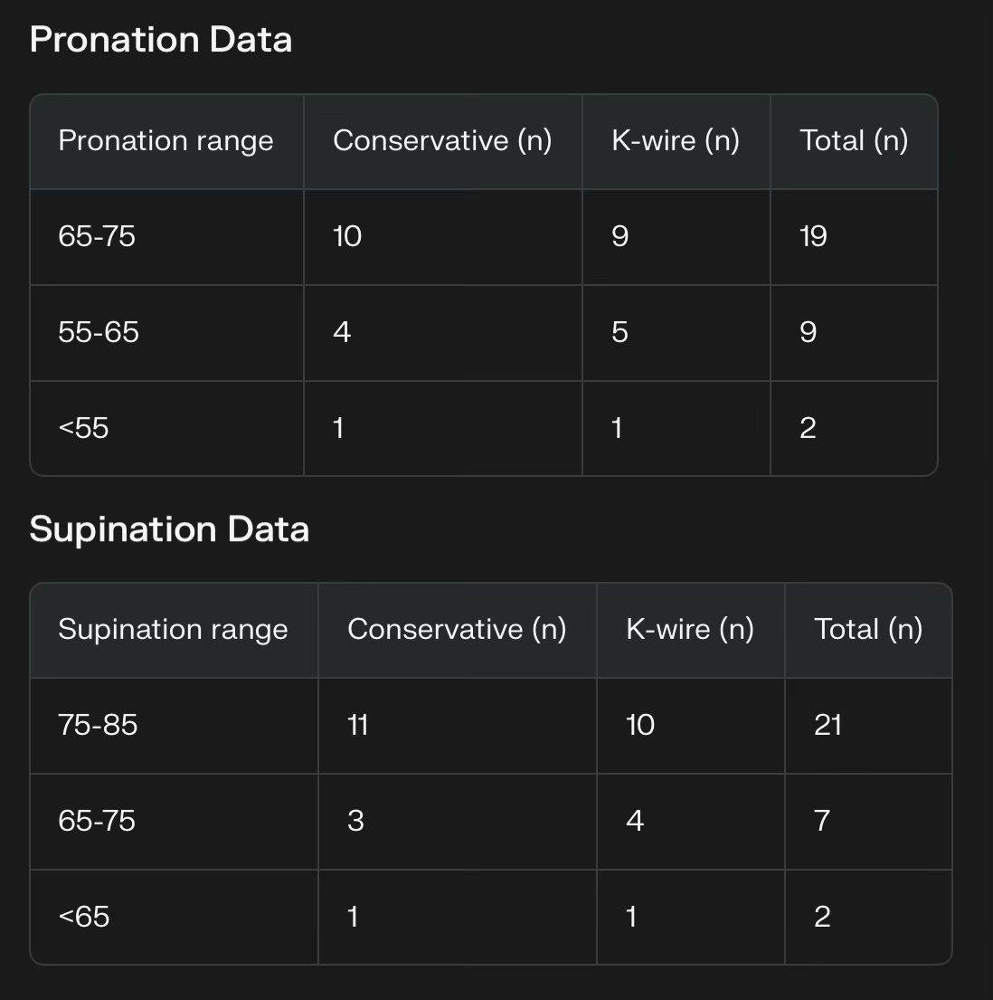 Pronation Data
Pronation range Conservative (n) K-wire (n) Total (n)
65-75 10 9 19
55-65 4 5 9
<55 1 1 2
Supination Data
Supination range Conservative (n) K-wire (n) Total (n)
75-85 11 10 21
65-75 3 4 7
<65 1 1 2